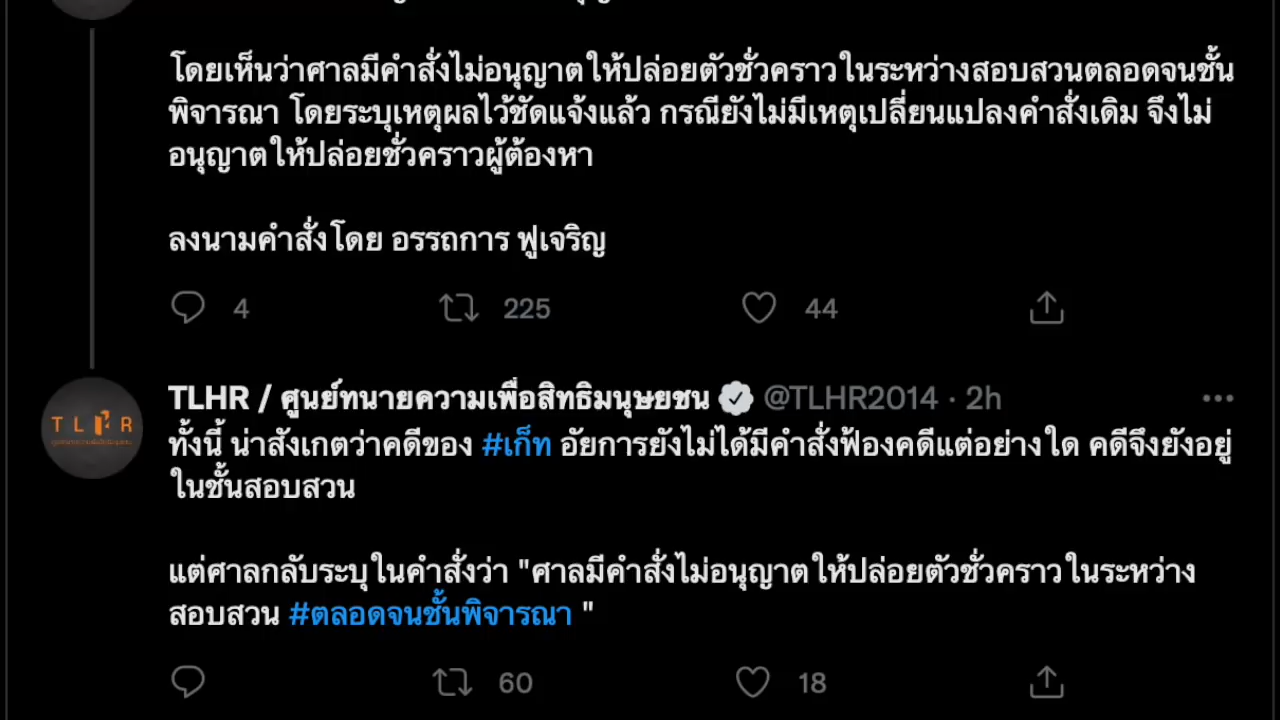 โดยเห็นว่าศาลมีคำสั่งไม่อนุญาตให้ปล่อยตัวชั่วคราวในระหว่างสอบสวนตลอดจนชั้น
พิจารณา โดยระบุเหตุผลไว้ชัดแจ้งแล้ว กรณียังไม่มีเหตุเปลี่ยนแปลงคำสั่งเดิม จึงไม่
อนุญาตให้ปล่อยชั่วคราวผู้ต้องหา
ลงนามคำสั่งโดย อรรถการ ฟูเจริญ
4 225 44
TLHR / ศูนย์ทนายความเพื่อสิทธิมนุษยชน @TLHR2014 · 2h
TLHR
ทั้งนี้ น่าสังเกตว่าคดีของ #เก็ท อัยการยังไม่ได้มีคำสั่งฟ้องคดีแต่อย่างใด คดีจึงยังอยู่
ในชั้นสอบสวน
แต่ศาลกลับระบุในคำสั่งว่า "ศาลมีคำสั่งไม่อนุญาตให้ปล่อยตัวชั่วคราวในระหว่าง
สอบสวน #ตลอดจนชั้นพิจารณา "
60 18